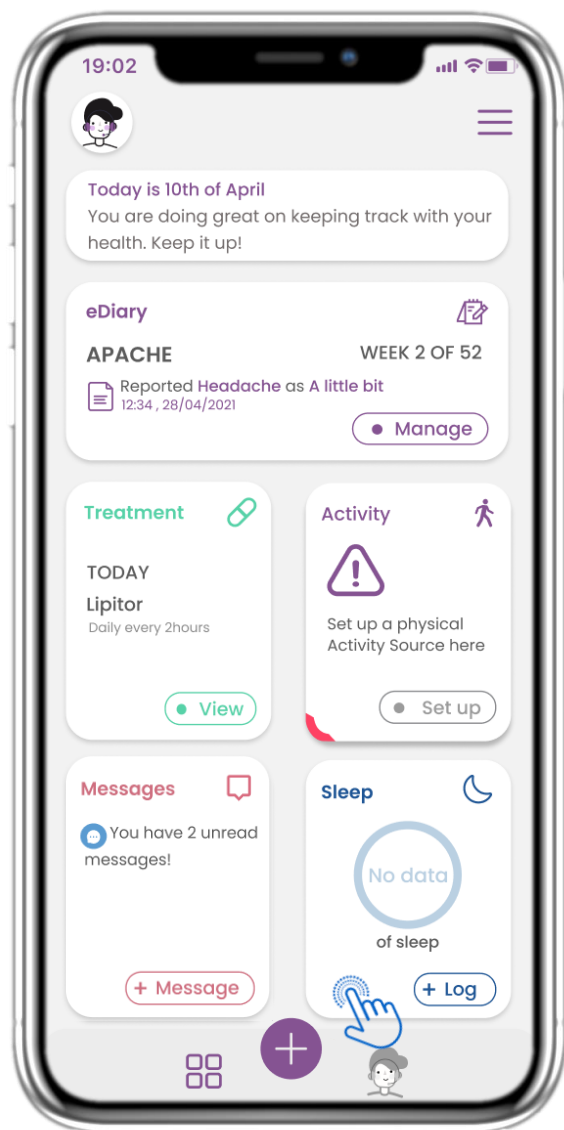 19:02
Today is 10th of April
You are doing great on keeping track with your
health. Keep it up!
eDiary
APACHE
WEEK 2 OF 52
Reported Headache as A little bit
12:34 , 28/04/2021
Manage
Treatment
TODAY
Lipitor
Daily every 2hours
View
Activity
Set up a physical
Activity Source here
Set up
Messages
You have 2 unread
messages!
+ Message
Sleep
No data
of sleep
+ Log